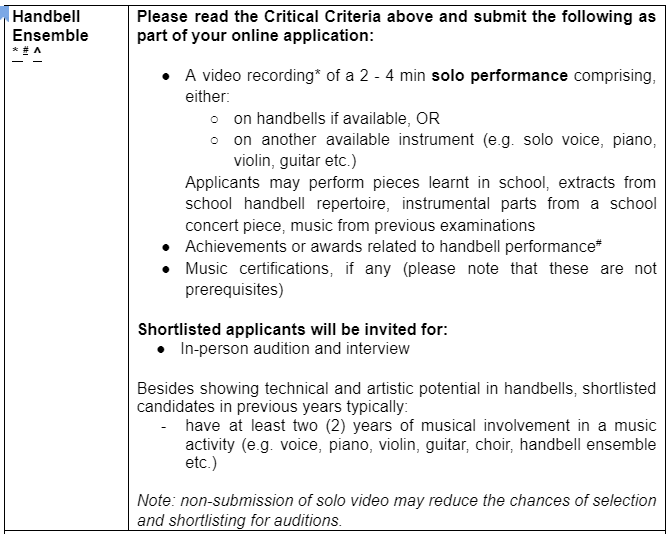 Handbell
Ensemble
* # ^
Please read the Critical Criteria above and submit the following as
part of your online application:
● A video recording* of a 2 - 4 min solo performance comprising,
either:
○ on handbells if available, OR
○ on another available instrument (e.g. solo voice, piano,
violin, guitar etc.)
Applicants may perform pieces learnt in school, extracts from
school handbell repertoire, instrumental parts from a school
concert piece, music from previous examinations
● Achievements or awards related to handbell performance#
● Music certifications, if any (please note that these are not
prerequisites)
Shortlisted applicants will be invited for:
● In-person audition and interview
Besides showing technical and artistic potential in handbells, shortlisted
candidates in previous years typically:
- have at least two (2) years of musical involvement in a music
activity (e.g. voice, piano, violin, guitar, choir, handbell ensemble
etc.)
Note: non-submission of solo video may reduce the chances of selection
and shortlisting for auditions.